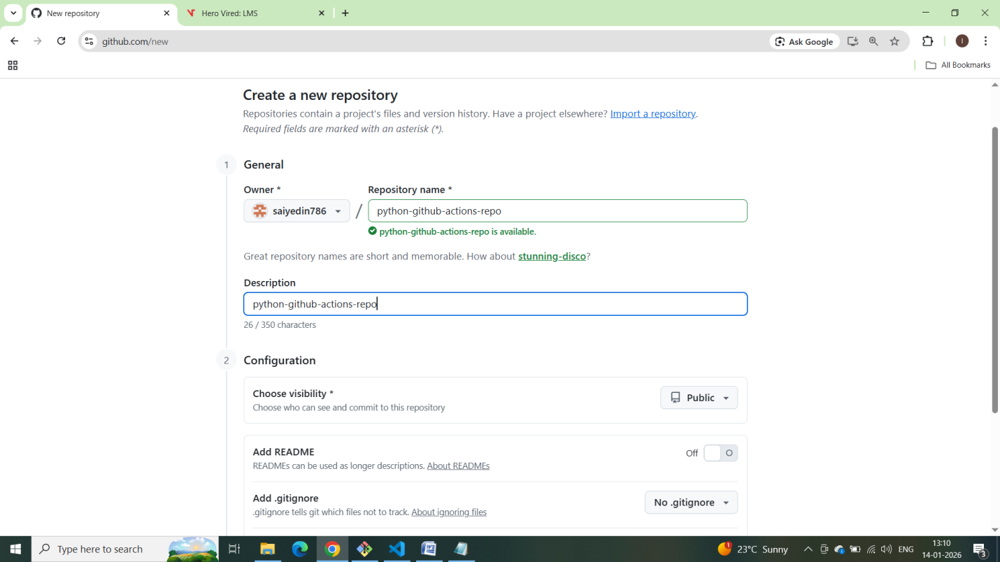 New repository
Hero Vired: LMS
github.com/new
Ask Google
All Bookmarks
Create a new repository
Repositories contain a project's files and version history. Have a project elsewhere? Import a repository.
Required fields are marked with an asterisk (*).
1 General
Owner *
Repository name *
saiyedin786 / python-github-actions-repo
python-github-actions-repo is available.
Great repository names are short and memorable. How about stunning-disco?
Description
python-github-actions-repo
26 / 350 characters
2 Configuration
Choose visibility *
Choose who can see and commit to this repository
Public
Add README
READMEs can be used as longer descriptions. About READMEs
Off
Add .gitignore
.gitignore tells git which files not to track. About ignoring files
No .gitignore
Type here to search
1
23°C Sunny
ENG
13:10
14-01-2026
3
I